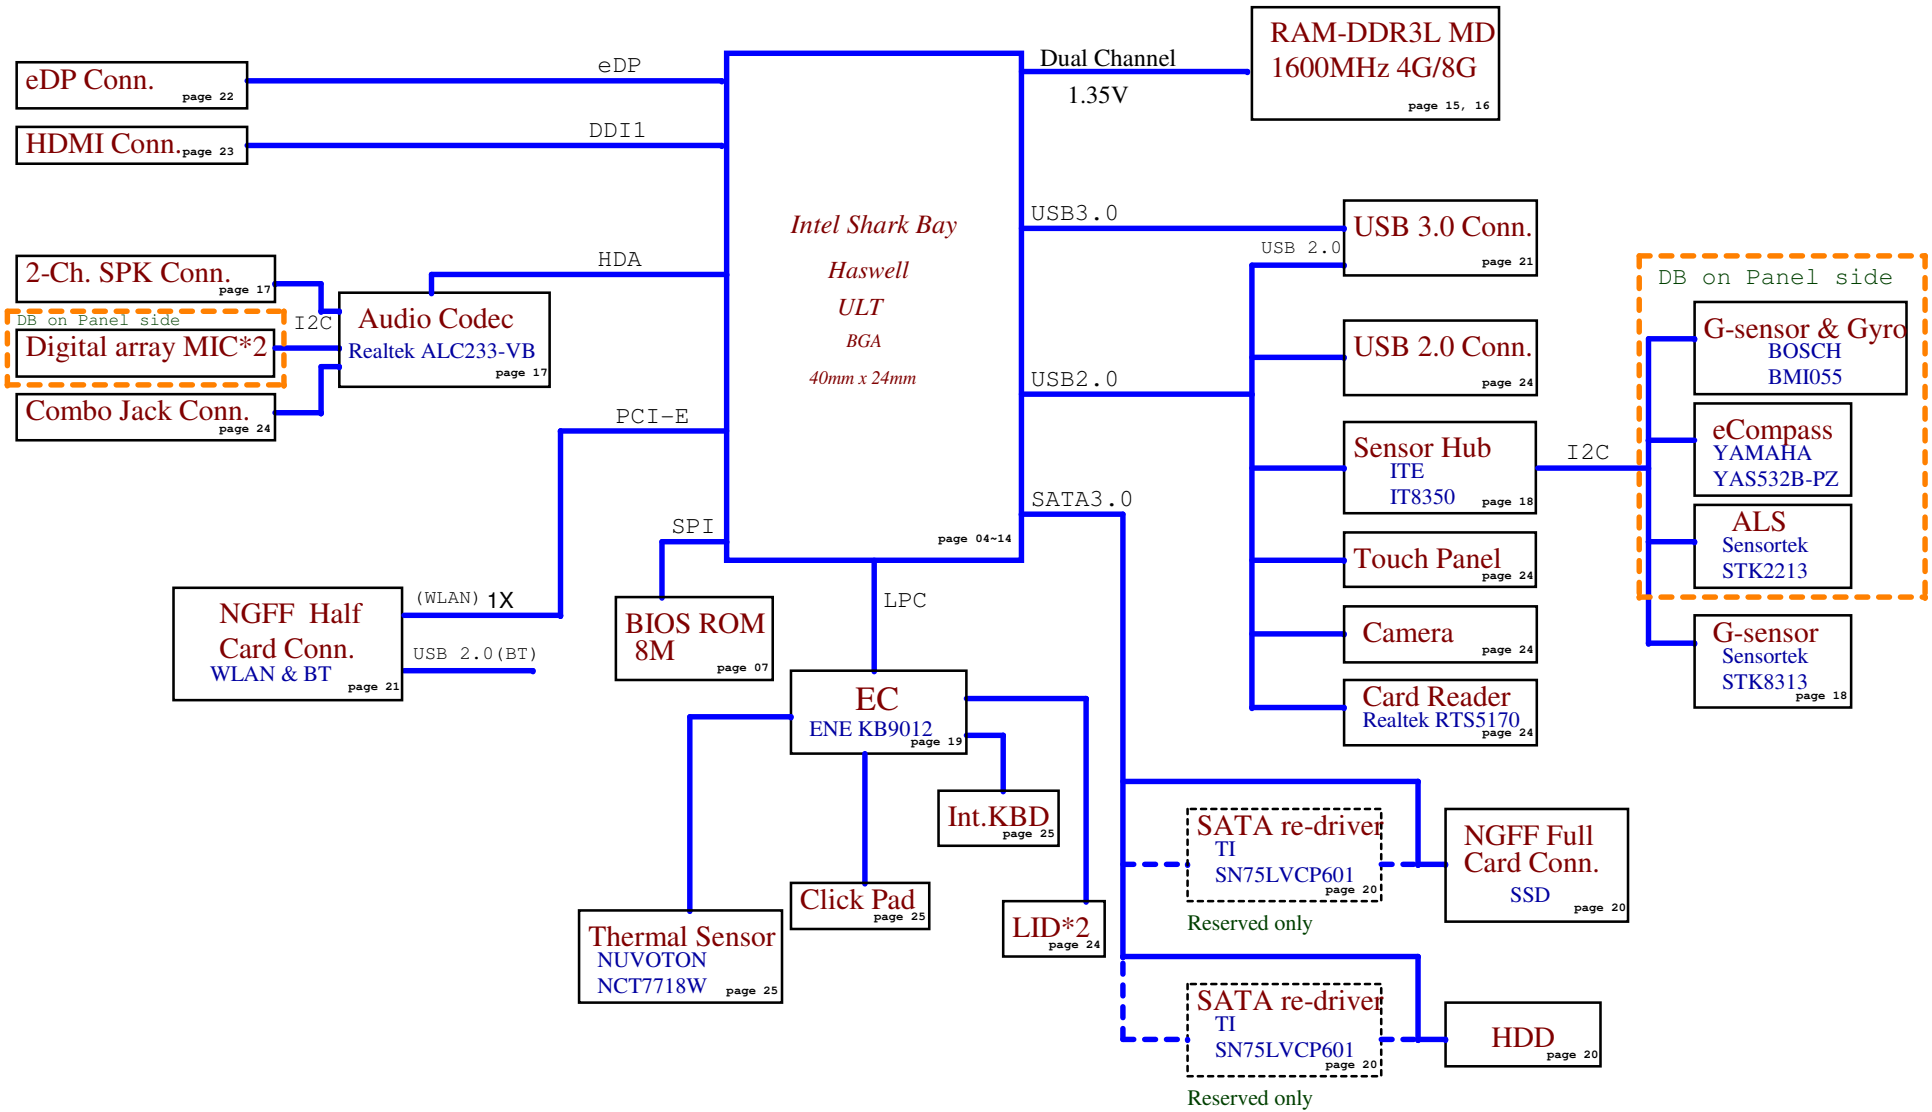 eDP Conn.
page 22
eDP
HDMI Conn.
page 23
DDI1
2-Ch. SPK Conn.
page 17
DB on Panel side
Digital array MIC*2
Combo Jack Conn.
page 24
I2C
HDA
Audio Codec
Realtek ALC233-VB
page 17
PCI-E
SPI
NGFF Half
Card Conn.
WLAN & BT
page 21
(WLAN) 1X
USB 2.0(BT)
BIOS ROM
8M
page 07
Intel Shark Bay
Haswell
ULT
BGA
40mm x 24mm
page 04~14
LPC
EC
ENE KB9012
page 19
Int.KBD
page 25
Click Pad
page 25
LID*2
page 24
Thermal Sensor
NUVOTON
NCT7718W
page 25
Dual Channel
1.35V
RAM-DDR3L MD
1600MHz 4G/8G
page 15, 16
USB3.0
USB 2.0
USB 3.0 Conn.
page 21
USB2.0
USB 2.0 Conn.
page 24
Sensor Hub
ITE
IT8350
page 18
I2C
Touch Panel
page 24
Camera
page 24
Card Reader
Realtek RTS5170
page 24
DB on Panel side
G-sensor & Gyro
BOSCH
BMI055
eCompass
YAMAHA
YAS532B-PZ
ALS
Sensortek
STK2213
G-sensor
Sensortek
STK8313
page 18
SATA3.0
SATA re-driver
TI
SN75LVCP601
page 20
Reserved only
NGFF Full
Card Conn.
SSD
page 20
SATA re-driver
TI
SN75LVCP601
page 20
Reserved only
HDD
page 20